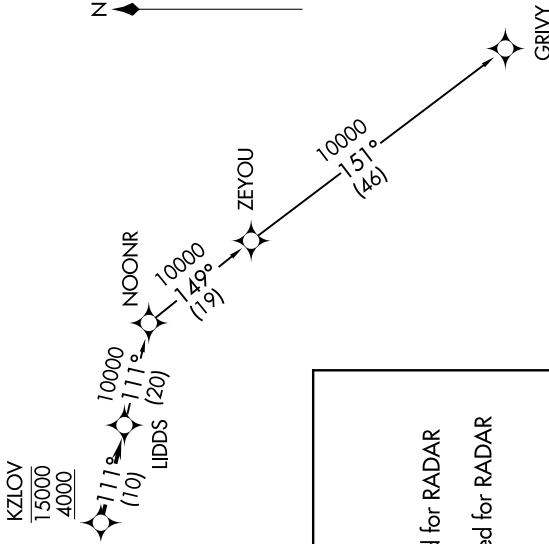 N
KZLOV
15000
4000
111°
(10)
LIDDS
10000
111°
(20)
NOONR
10000
149°
(19)
ZEYOU
10000
151°
(46)
GRIVY
d for RADAR
ed for RADAR